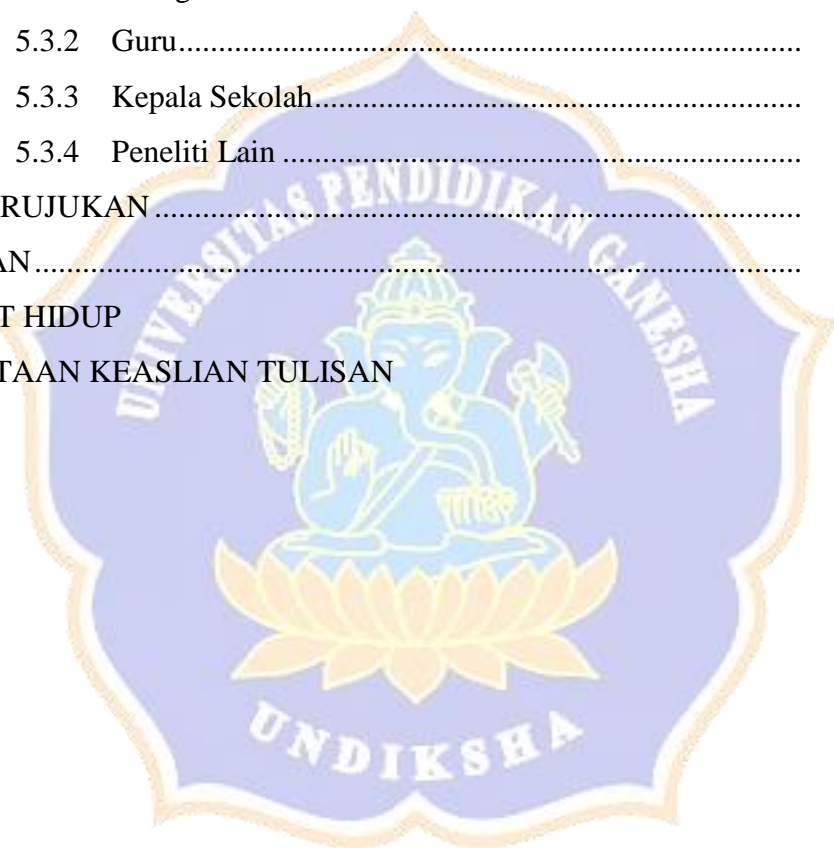 5.3.2 Guru..............................................................................
5.3.3 Kepala Sekolah.............................................................
5.3.4 Peneliti Lain.................................................................
RUJUKAN.................................................................................
AN................................................................................................
T HIDUP
TAAN KEASLIAN TULISAN
UNIVERSITAS PENDIDIKAN GANESHA
UNDIKSHA